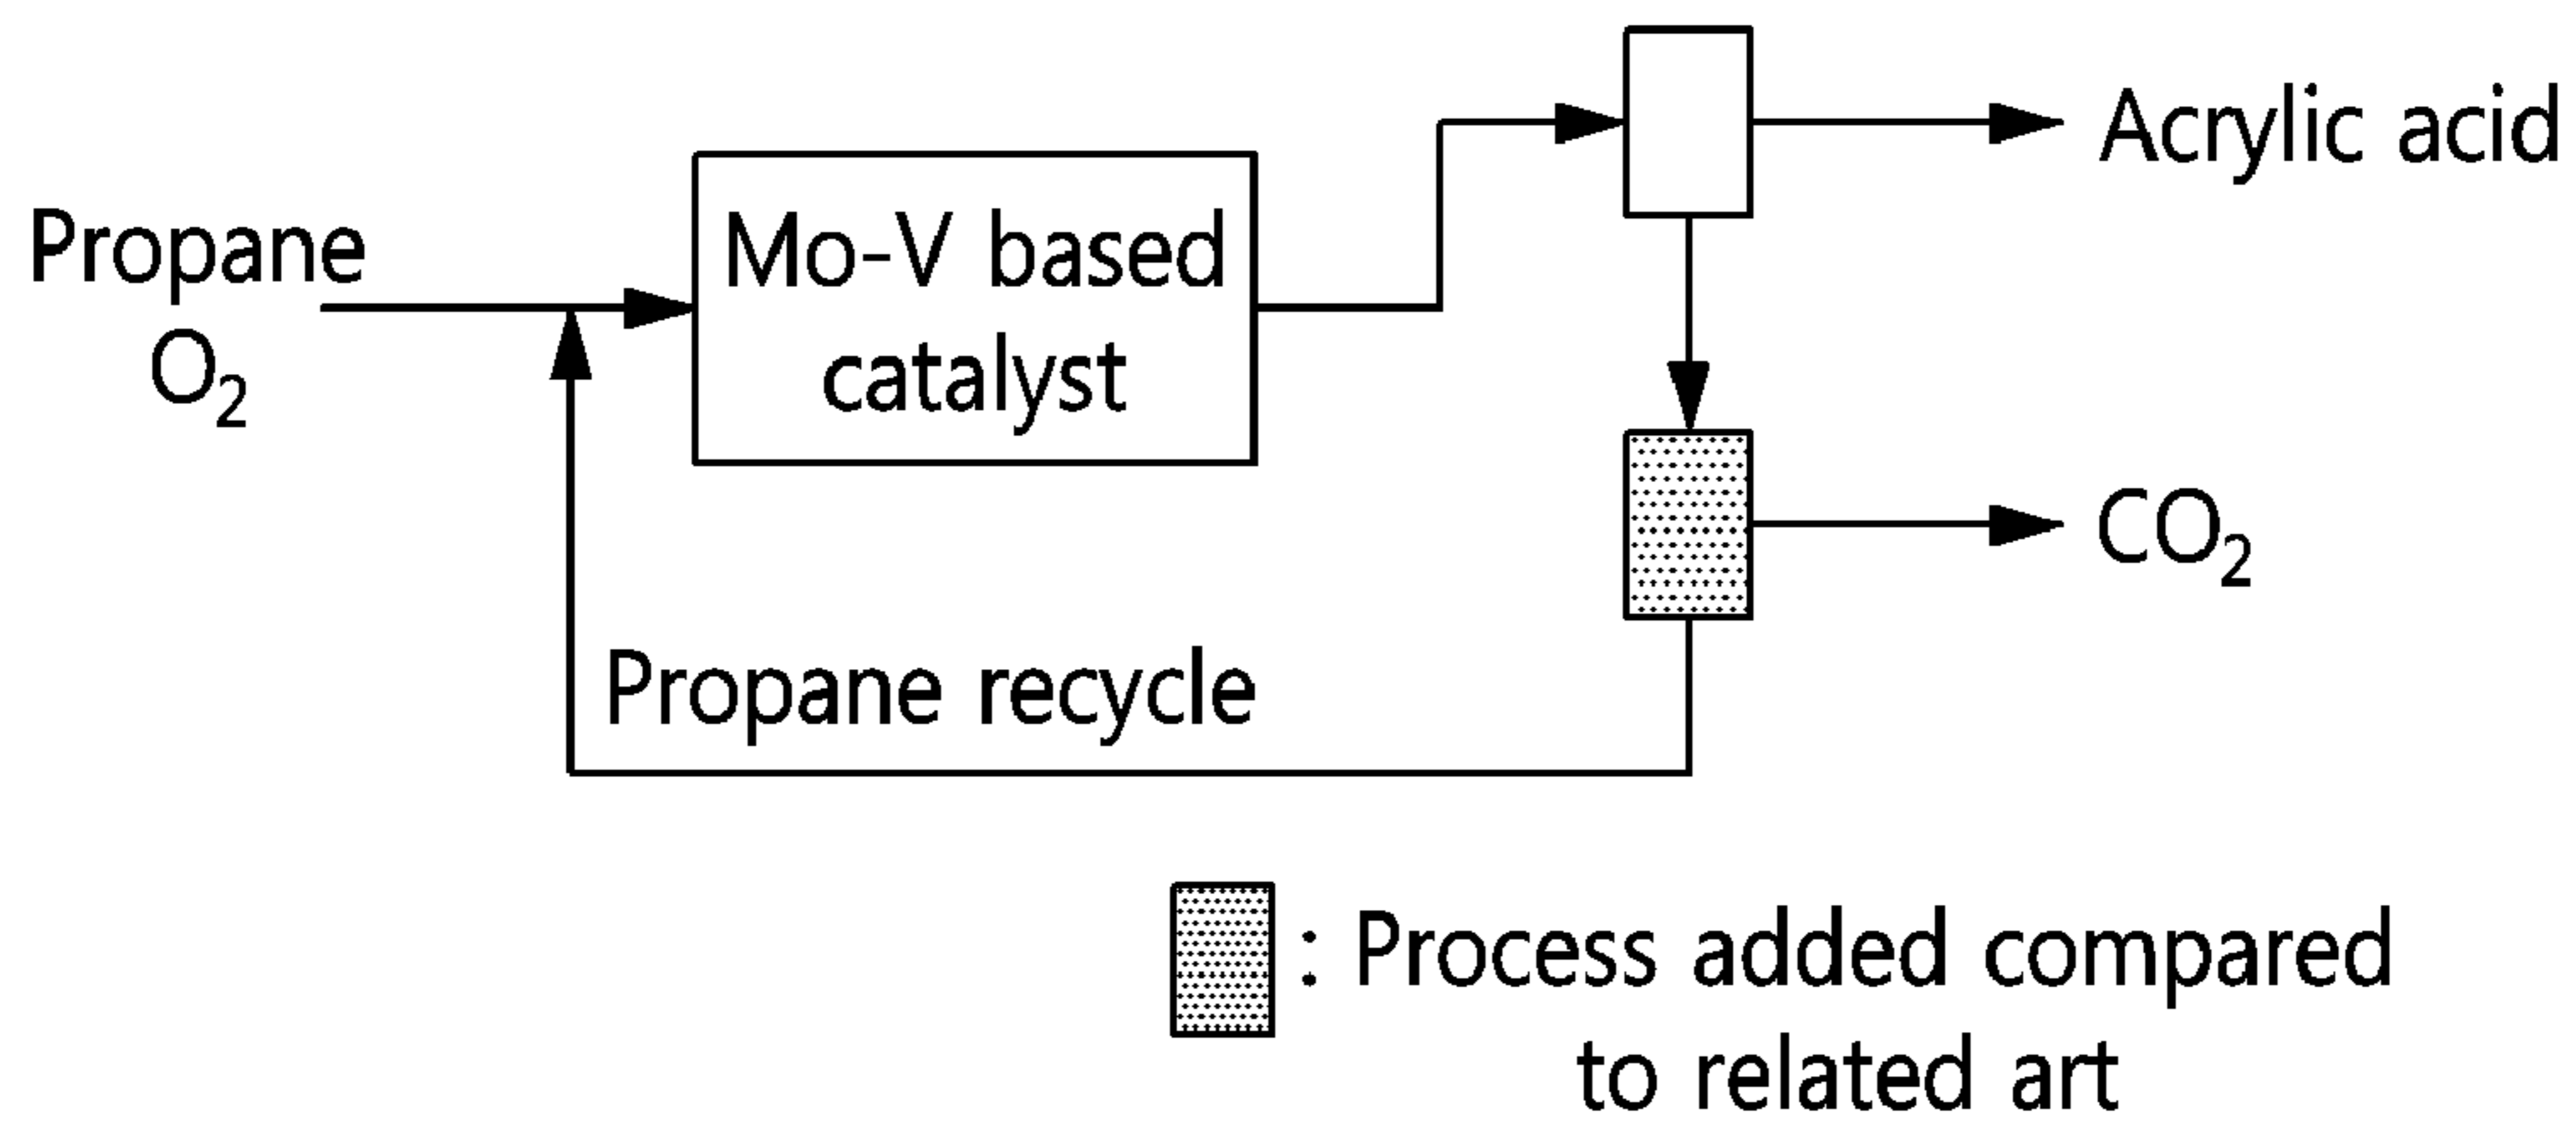 Propane
O₂
Mo-V based
catalyst
Acrylic acid
CO₂
Propane recycle
: Process added compared
to related art